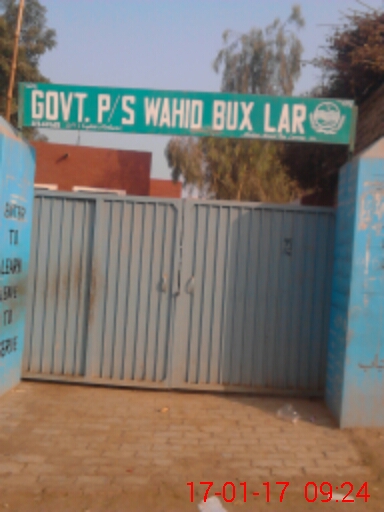 GOVT. P/S WAHID BUX LAR
ENTER
TO
LEARN
LEAVE
TO
SERVE
17-01-17 09:24